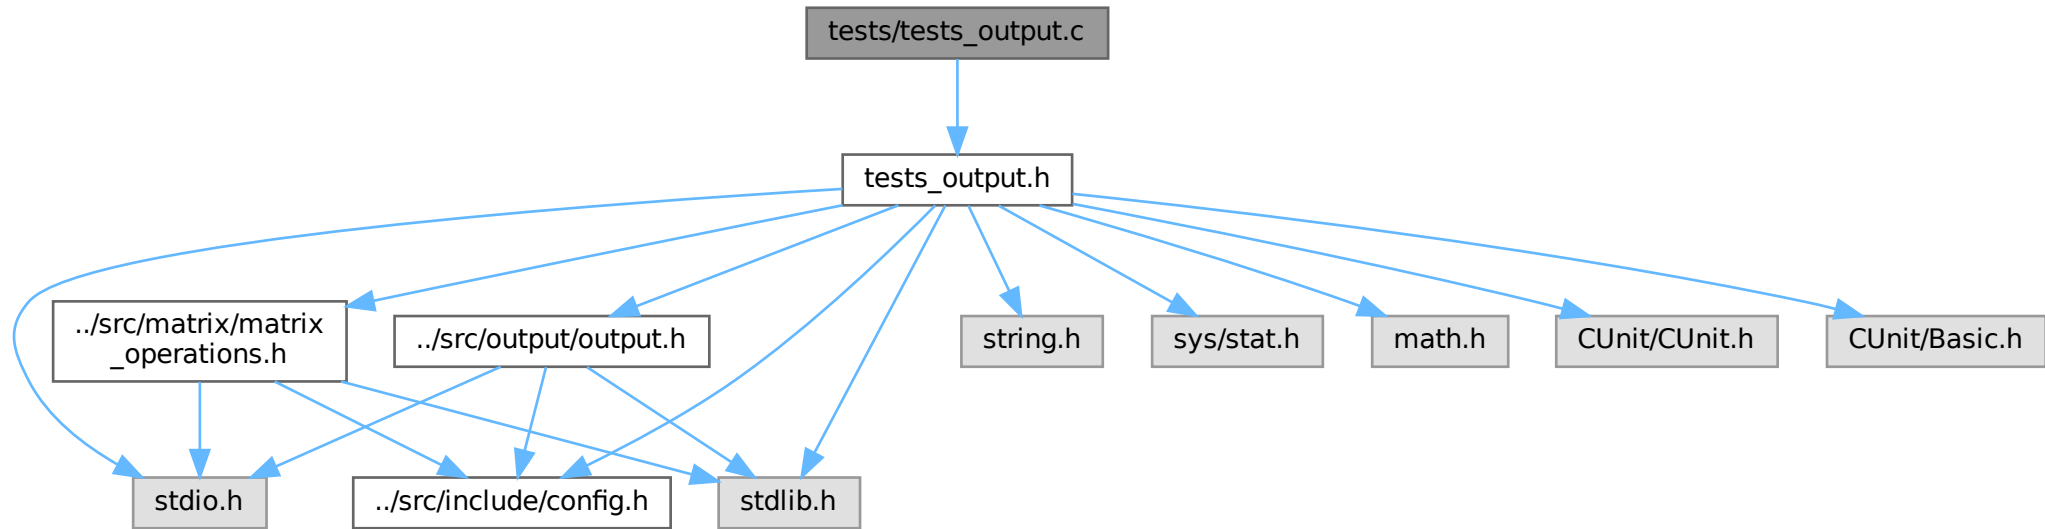 tests/tests_output.c
tests_output.h
../src/matrix/matrix
_operations.h
../src/output/output.h
string.h
sys/stat.h
math.h
CUnit/CUnit.h
CUnit/Basic.h
stdio.h
../src/include/config.h
stdlib.h